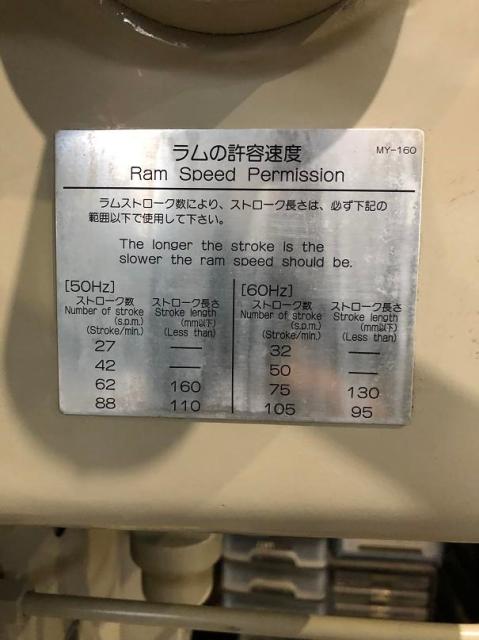 ラムの許容速度
MY-160
Ram Speed Permission
ラムストローク数により、ストローク長さは、必ず下記の
範囲以下で使用して下さい。
The longer the stroke is the
slower the ram speed should be.
[50Hz] [60Hz]
ストローク数 ストローク長さ ストローク数 ストローク長さ
Number of stroke Stroke length Number of stroke Stroke length
(s.p.m.) (mm以下) (s.p.m.) (mm以下)
(Stroke/min.) (Less than) (Stroke/min.) (Less than)
27 — 32 —
42 — 50 —
62 160 75 130
88 110 105 95